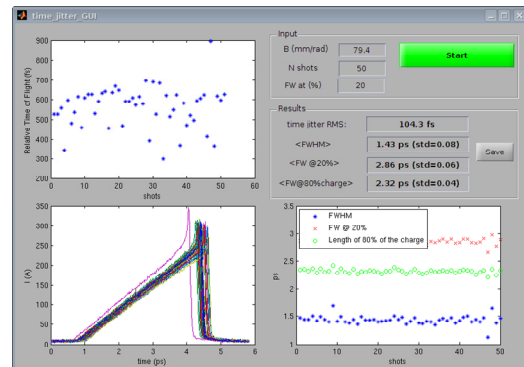 time_jitter_GUI
Input
B (mm/rad) 79.4
N shots 50
FW at (%) 20
Start
Results
time jitter RMS: 104.3 fs
<FWHM> 1.43 ps (std=0.08)
<FW @20%> 2.86 ps (std=0.06)
<FW@80%charge> 2.32 ps (std=0.04)
Save
Relative Time of Flight(fs)
900
800
700
600
500
400
300
200
0 10 20 30 40 50 60
shots
I (A)
350
300
250
200
150
100
50
0
0 1 2 3 4 5 6
time (ps)
FWHM
FW @ 20%
Length of 80% of the charge
ps
3.5
3
2.5
2
1.5
1
0 10 20 30 40 50
shots